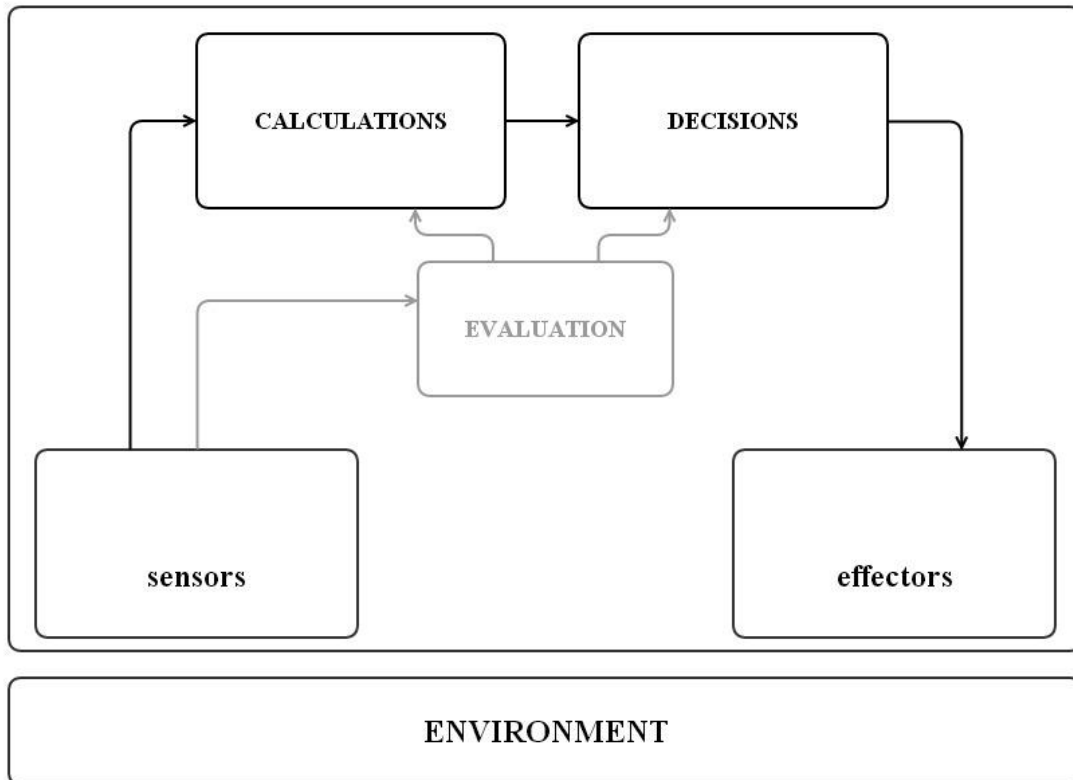 CALCULATIONS
DECISIONS
EVALUATION
sensors
effectors
ENVIRONMENT